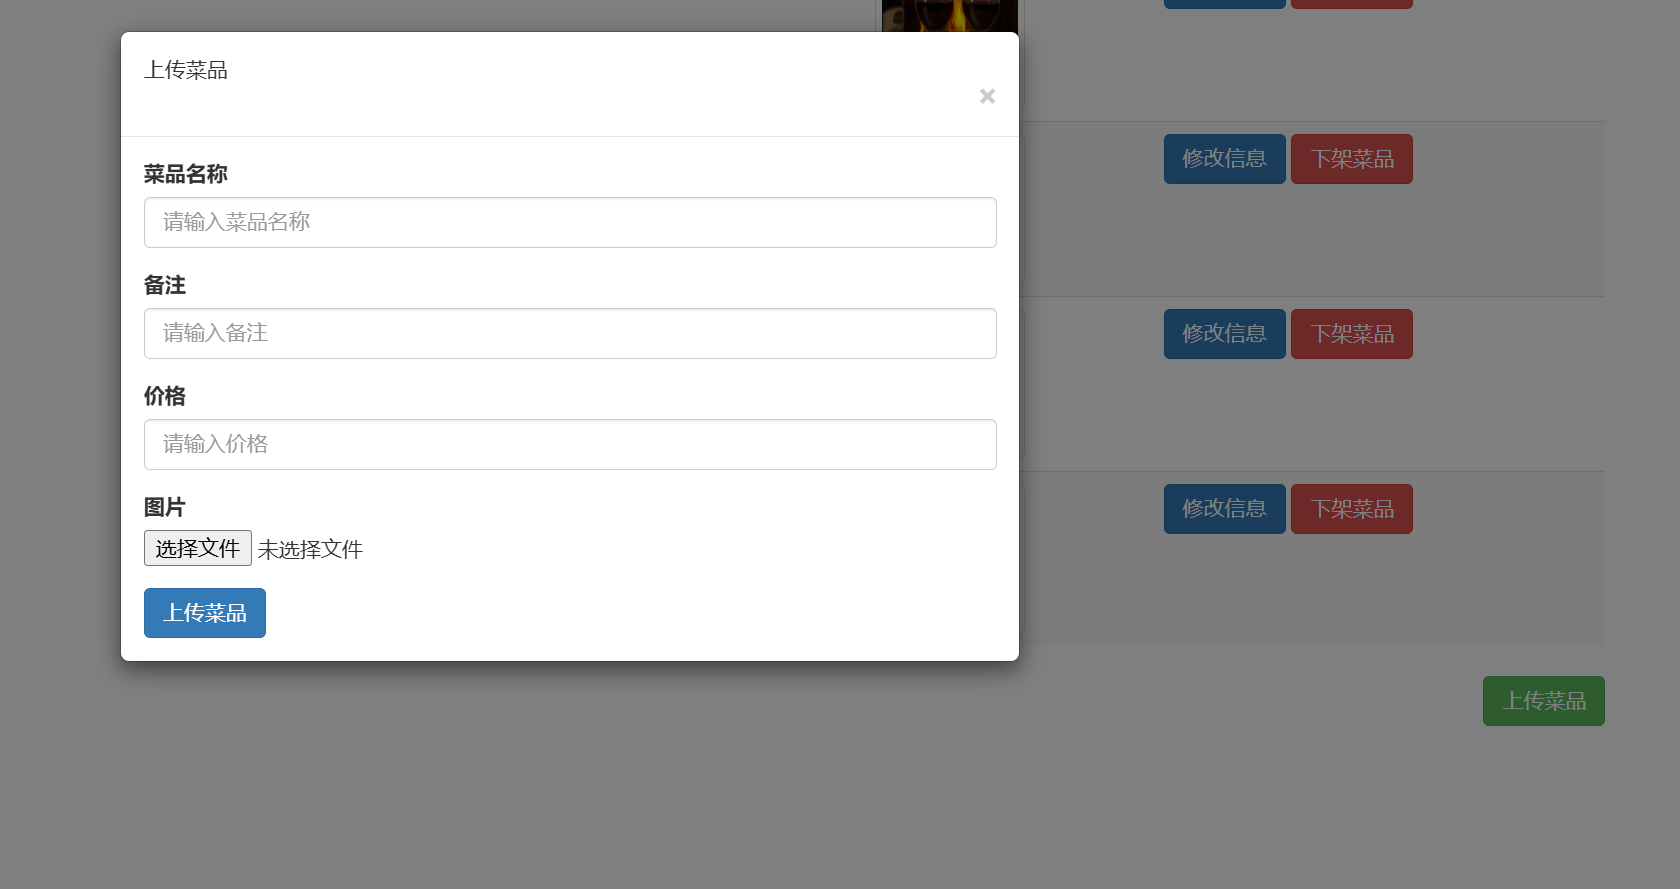 上传菜品
×
菜品名称
请输入菜品名称
备注
请输入备注
价格
请输入价格
图片
选择文件 未选择文件
上传菜品
修改信息 下架菜品
修改信息 下架菜品
修改信息 下架菜品
上传菜品